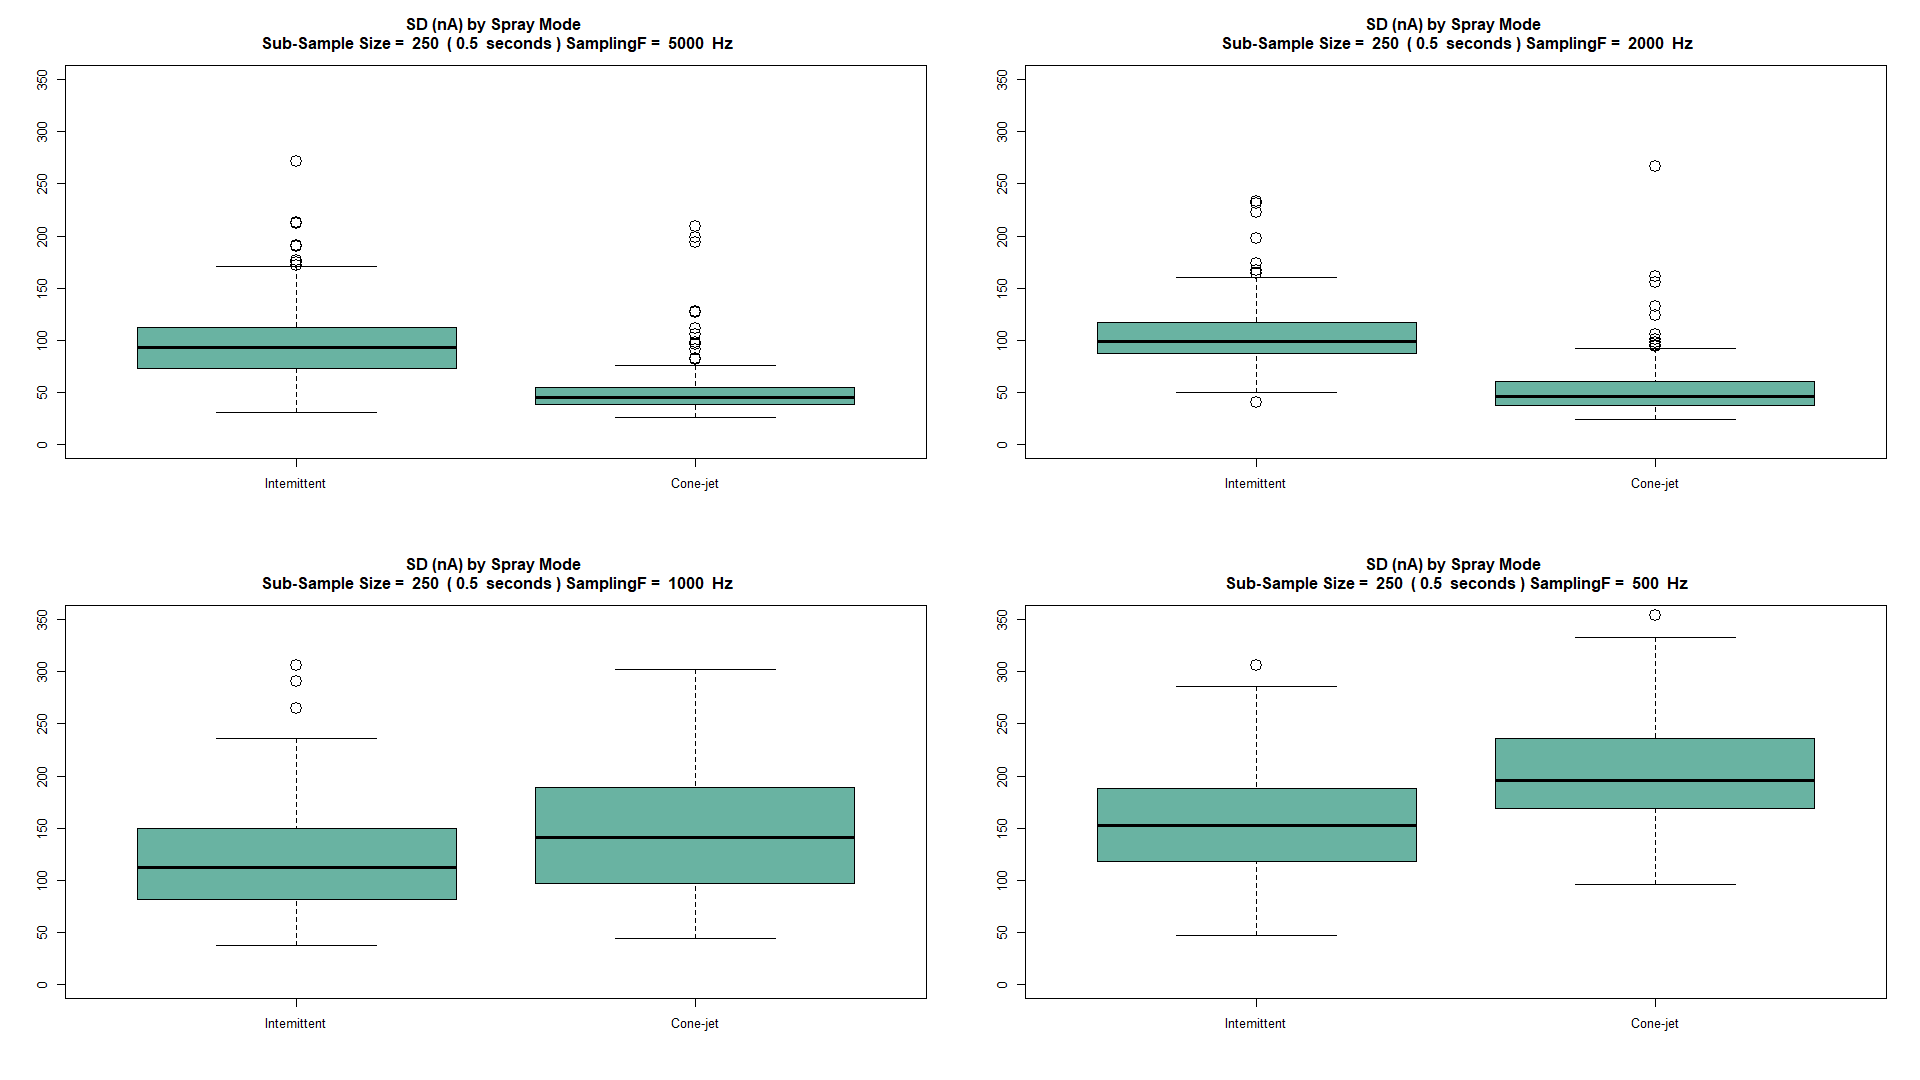 SD (nA) by Spray Mode
Sub-Sample Size = 250 ( 0.5 seconds ) SamplingF = 5000 Hz
350
300
250
200
150
100
50
0
Intemittent
Cone-jet
SD (nA) by Spray Mode
Sub-Sample Size = 250 ( 0.5 seconds ) SamplingF = 2000 Hz
350
300
250
200
150
100
50
0
Intemittent
Cone-jet
SD (nA) by Spray Mode
Sub-Sample Size = 250 ( 0.5 seconds ) SamplingF = 1000 Hz
350
300
250
200
150
100
50
0
Intemittent
Cone-jet
SD (nA) by Spray Mode
Sub-Sample Size = 250 ( 0.5 seconds ) SamplingF = 500 Hz
350
300
250
200
150
100
50
0
Intemittent
Cone-jet